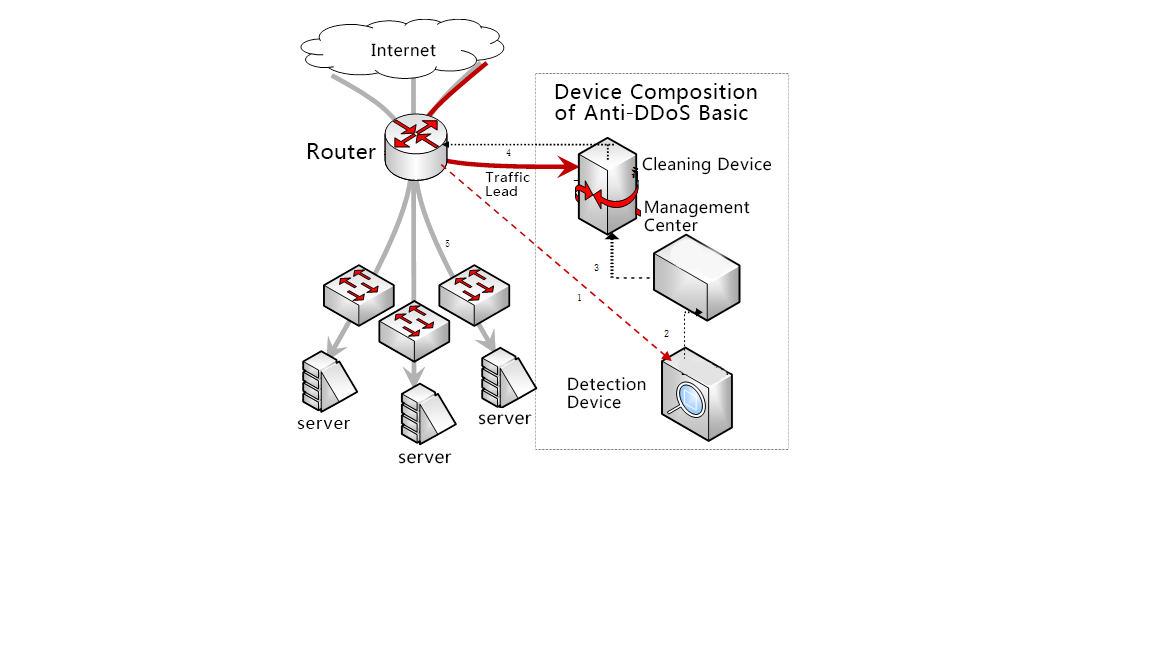 Internet
Device Composition
of Anti-DDoS Basic
Router
4
Cleaning Device
Traffic
Lead
Management
Center
5
3
1
2
Detection
Device
server
server
server